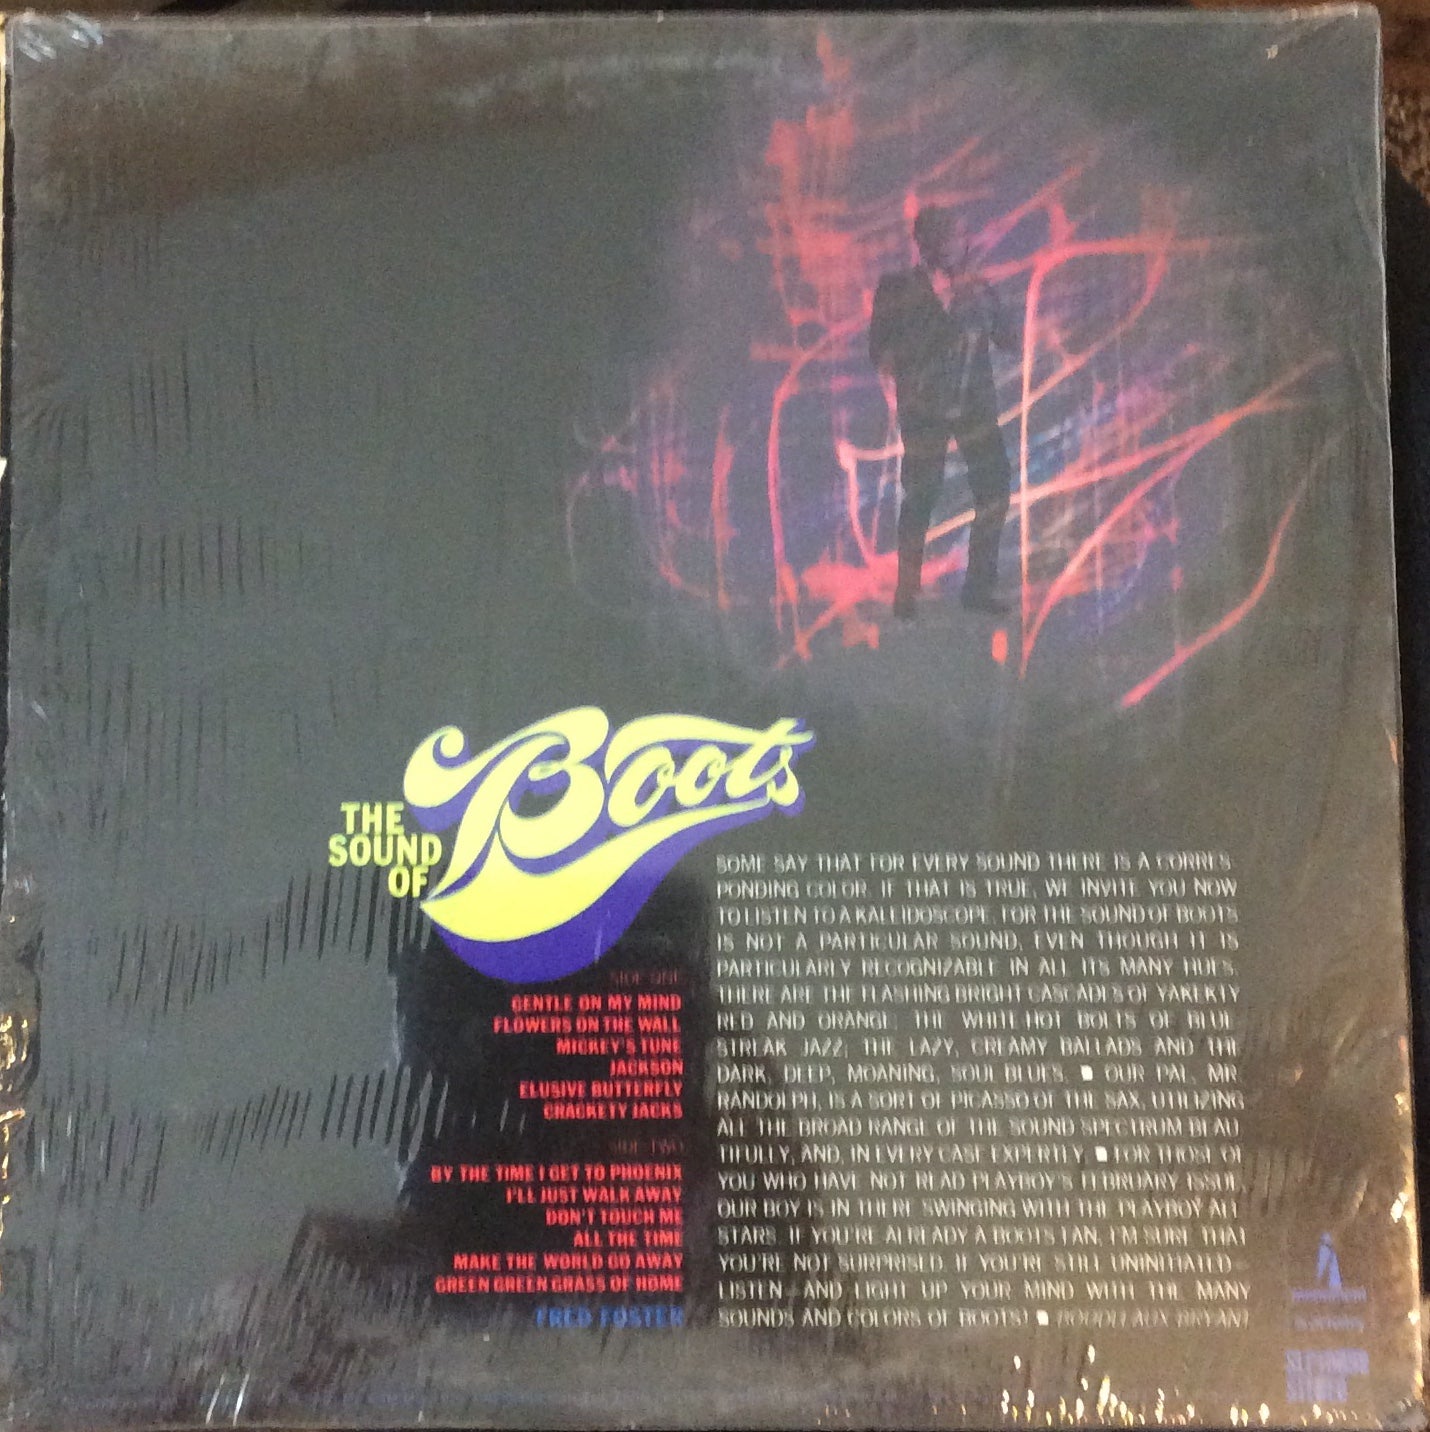 THE
SOUND
OF
Boots
SIDE ONE
GENTLE ON MY MIND
FLOWERS ON THE WALL
MICKEY'S TUNE
JACKSON
ELUSIVE BUTTERFLY
CRACKETY JACKS
SIDE TWO
BY THE TIME I GET TO PHOENIX
I'LL JUST WALK AWAY
DON'T TOUCH ME
ALL THE TIME
MAKE THE WORLD GO AWAY
GREEN GREEN GRASS OF HOME
FRED FOSTER
SOME SAY THAT FOR EVERY SOUND THERE IS A CORRES-
PONDING COLOR. IF THAT IS TRUE, WE INVITE YOU NOW
TO LISTEN TO A KALEIDOSCOPE. FOR THE SOUND OF BOOTS
IS NOT A PARTICULAR SOUND, EVEN THOUGH IT IS
PARTICULARLY RECOGNIZABLE IN ALL ITS MANY HUES.
THERE ARE THE FLASHING BRIGHT CASCADES OF YAKEKTY
RED AND ORANGE; THE WHITE-HOT BOLTS OF BLUE-
STREAK JAZZ; THE LAZY, CREAMY BALLADS AND THE
DARK, DEEP, MOANING, SOUL BLUES. ■ OUR PAL, MR.
RANDOLPH, IS A SORT OF PICASSO OF THE SAX, UTILIZING
ALL THE BROAD RANGE OF THE SOUND SPECTRUM BEAU-
TIFULLY, AND, IN EVERY CASE EXPERTLY. ■ FOR THOSE OF
YOU WHO HAVE NOT READ PLAYBOY'S FEBRUARY ISSUE,
OUR BOY IS IN THERE SWINGING WITH THE PLAYBOY ALL
STARS. IF YOU'RE ALREADY A BOOTS FAN, I'M SURE THAT
YOU'RE NOT SURPRISED. IF YOU'RE STILL UNINITIATED—
LISTEN—AND LIGHT UP YOUR MIND WITH THE MANY
SOUNDS AND COLORS OF BOOTS! ■ BOUDLEAUX BRYANT
STEREO